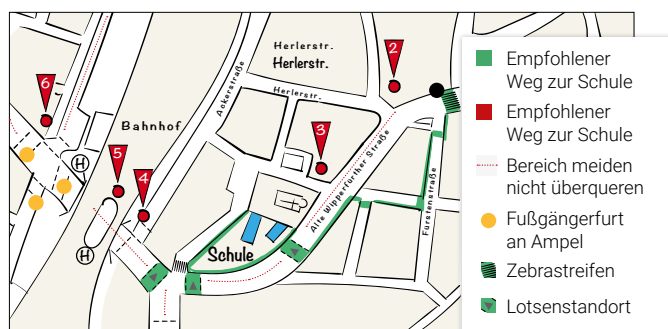 Herlerstr.
Herlerstr.
Herlerstr.
Ackerstraße
Bahnhof
Alte Wipperfürther Straße
Fürstenstraße
Schule
2
3
4
5
6
H
H
Empfohlener
Weg zur Schule
Empfohlener
Weg zur Schule
Bereich meiden
nicht überqueren
Fußgängerfurt
an Ampel
Zebrastreifen
Lotsenstandort